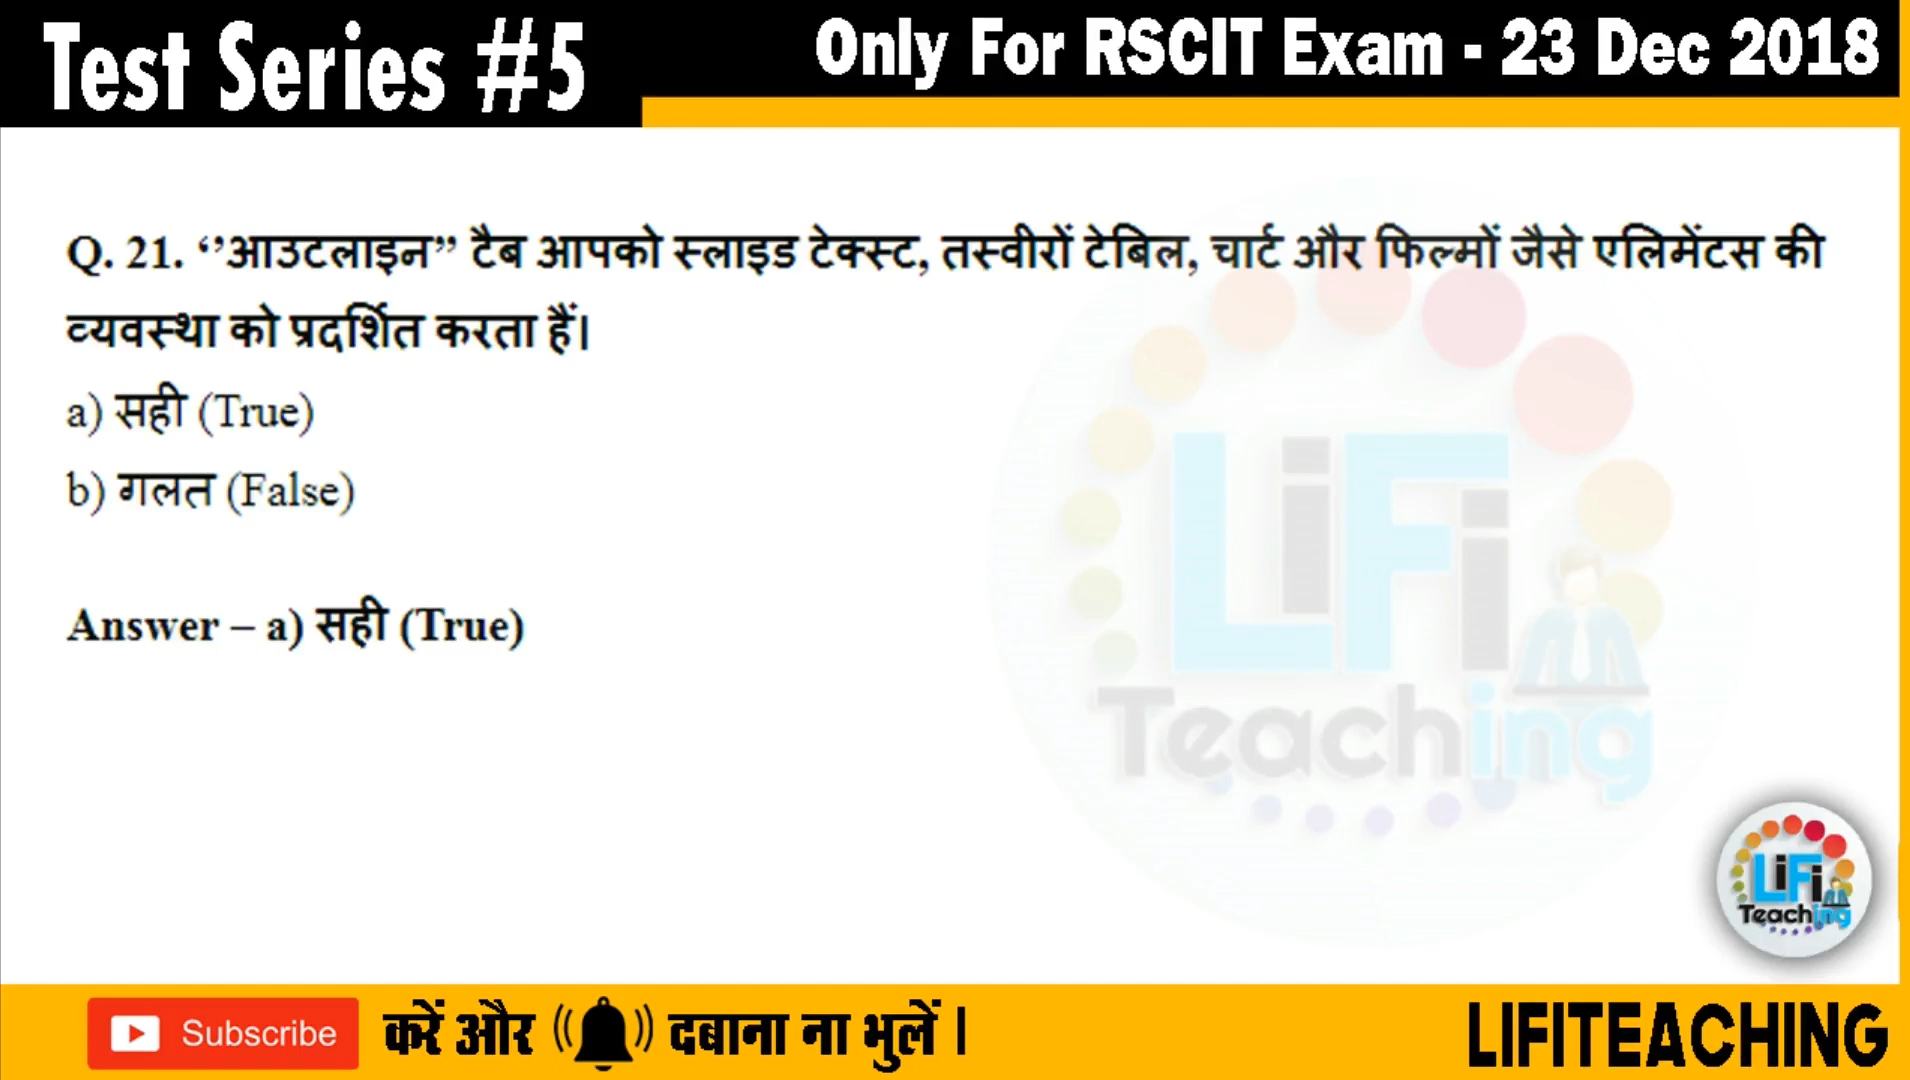 Test Series #5
Only For RSCIT Exam - 23 Dec 2018
Q. 21. ‘’आउटलाइन” टैब आपको स्लाइड टेक्स्ट, तस्वीरों टेबिल, चार्ट और फिल्मों जैसे एलिमेंटस की
व्यवस्था को प्रदर्शित करता हैं।
a) सही (True)
b) गलत (False)
Answer – a) सही (True)
LiFi
Teaching
LiFi
Teaching
Subscribe करें और दबाना ना भुलें ।
LIFITEACHING